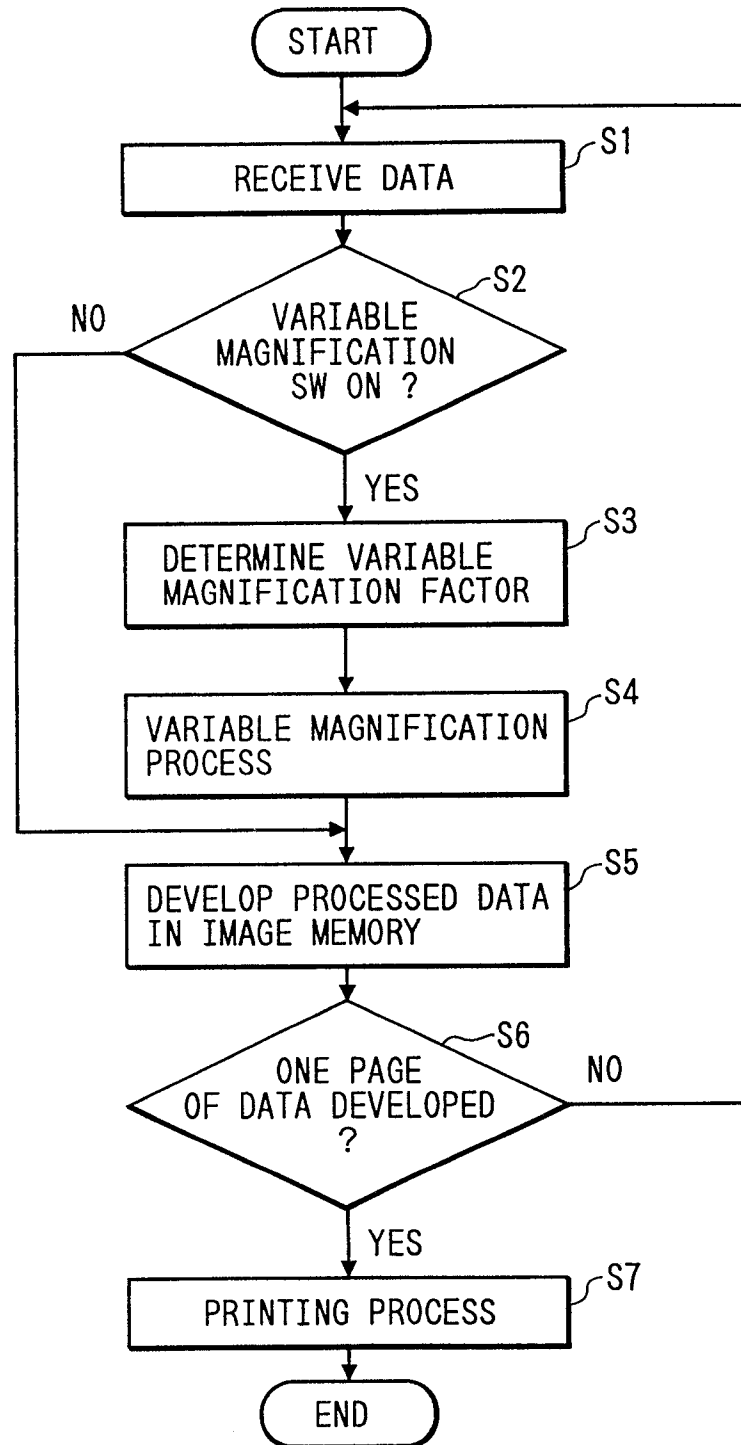 START
S1
RECEIVE DATA
S2
NO
VARIABLE
MAGNIFICATION
SW ON ?
YES
S3
DETERMINE VARIABLE
MAGNIFICATION FACTOR
S4
VARIABLE MAGNIFICATION
PROCESS
S5
DEVELOP PROCESSED DATA
IN IMAGE MEMORY
S6
ONE PAGE
NO
OF DATA DEVELOPED
?
YES
S7
PRINTING PROCESS
END